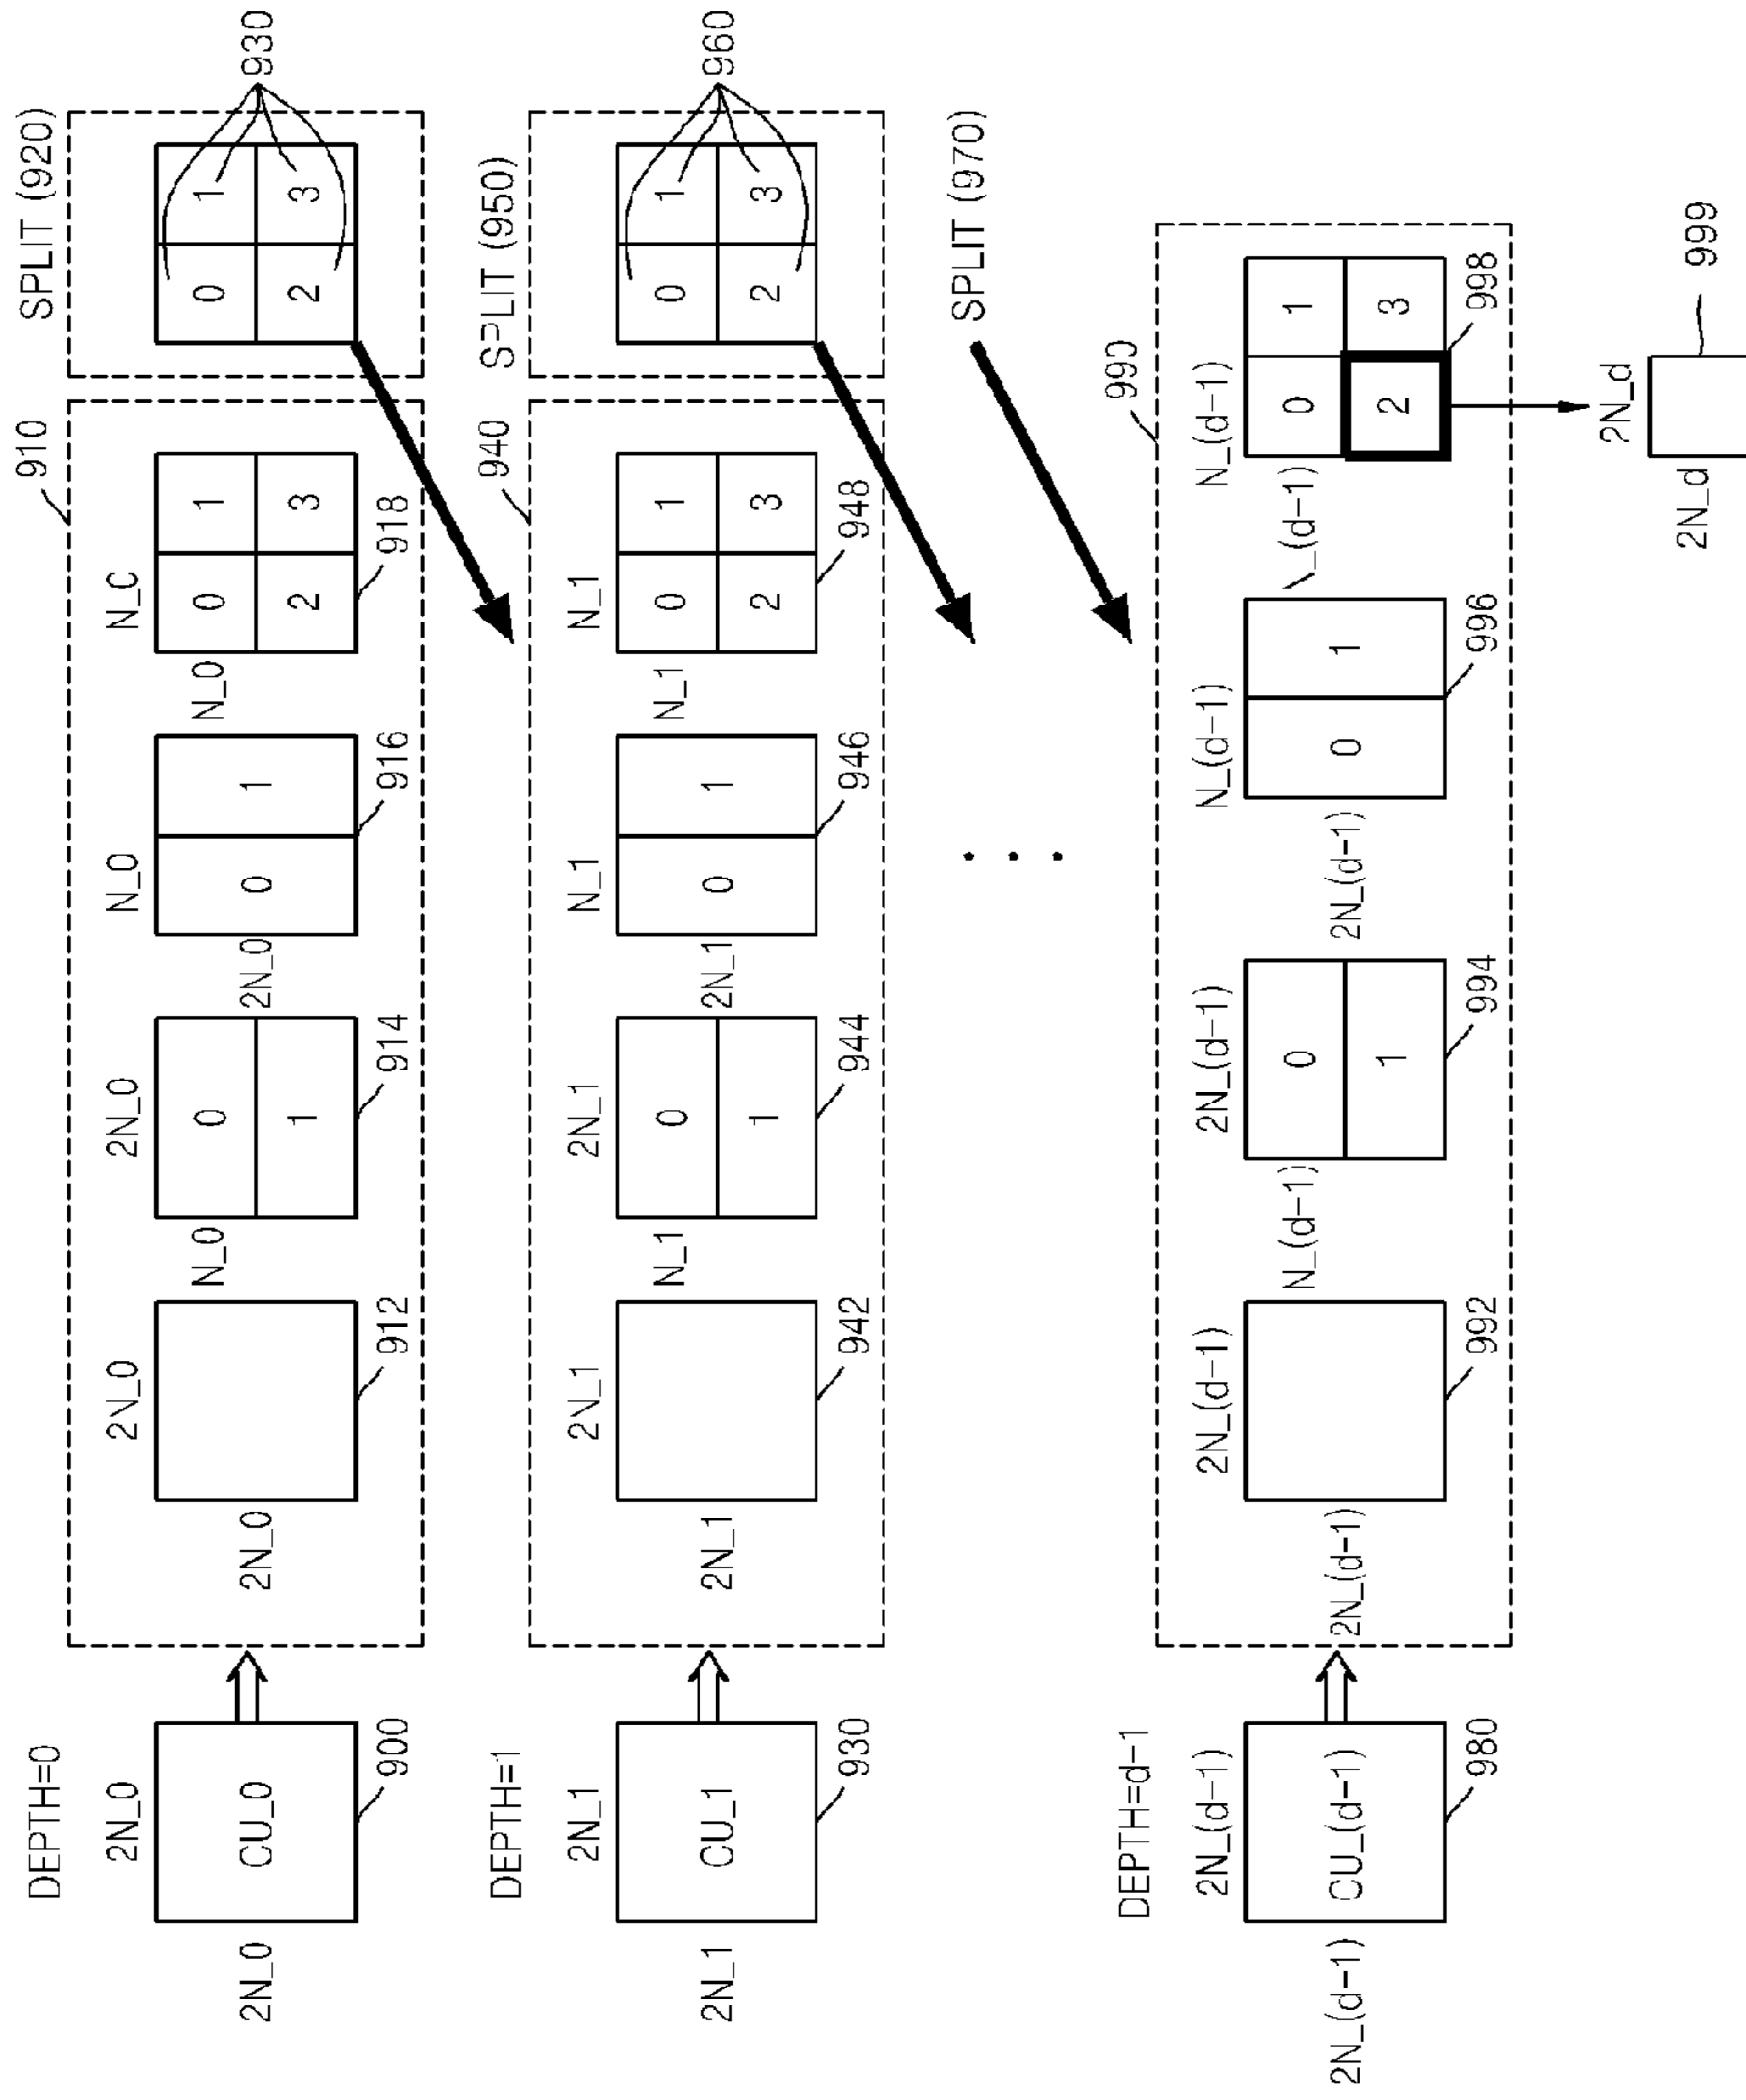 DEPTH=0
SPLIT (920)
910
2N_0
2N_0
2N_0
N_0
N_C
2N_0
CU_0
2N_0
N_0
0
1
2N_0
0
1
N_0
0
1
2
3
0
1
2
3
930
900
912
914
916
918
DEPTH=1
SPLIT (950)
940
2N_1
2N_1
2N_1
N_1
N_1
2N_1
CU_1
2N_1
N_1
0
1
2N_1
0
1
N_1
0
1
2
3
0
1
2
3
960
930
942
944
946
948
SPLIT (970)
DEPTH=d-1
990
2N_(d-1)
2N_(d-1)
2N_(d-1)
N_(d-1)
N_(d-1)
2N_(d-1)
CU_(d-1)
2N_(d-1)
N_(d-1)
0
1
2N_(d-1)
0
1
\_(d-1)
0
1
2
3
980
992
994
996
998
2N_d
2N_d
999